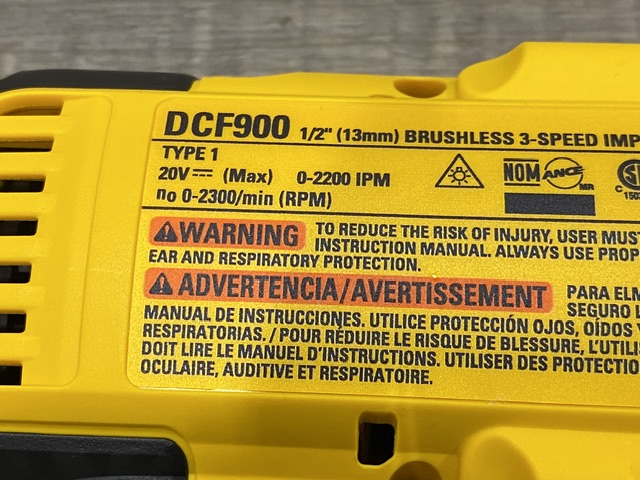 DCF900 1/2" (13mm) BRUSHLESS 3-SPEED IMP
TYPE 1
20V⎓ (Max) 0-2200 IPM
n₀ 0-2300/min (RPM)
NOM ANCE MR
C 150
⚠WARNING TO REDUCE THE RISK OF INJURY, USER MUST
INSTRUCTION MANUAL. ALWAYS USE PROP
EAR AND RESPIRATORY PROTECTION.
⚠ADVERTENCIA/AVERTISSEMENT PARA ELM
SEGURO L
MANUAL DE INSTRUCCIONES. UTILICE PROTECCIÓN OJOS, OÍDOS
RESPIRATORIAS. / POUR RÉDUIRE LE RISQUE DE BLESSURE, L'UTILI
DOIT LIRE LE MANUEL D'INSTRUCTIONS. UTILISER DES PROTECTIO
OCULAIRE, AUDITIVE ET RESPIRATOIRE.